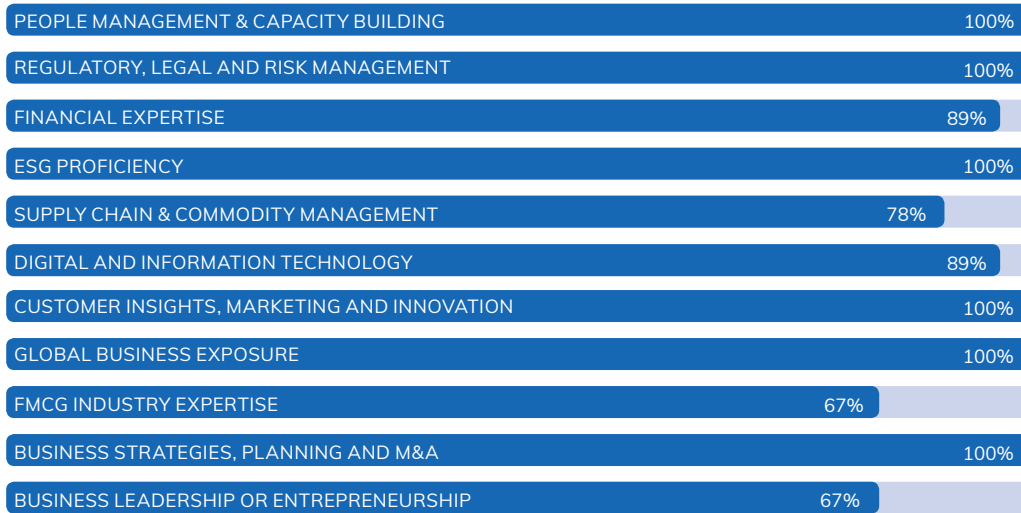 PEOPLE MANAGEMENT & CAPACITY BUILDING 100%
REGULATORY, LEGAL AND RISK MANAGEMENT 100%
FINANCIAL EXPERTISE 89%
ESG PROFICIENCY 100%
SUPPLY CHAIN & COMMODITY MANAGEMENT 78%
DIGITAL AND INFORMATION TECHNOLOGY 89%
CUSTOMER INSIGHTS, MARKETING AND INNOVATION 100%
GLOBAL BUSINESS EXPOSURE 100%
FMCG INDUSTRY EXPERTISE 67%
BUSINESS STRATEGIES, PLANNING AND M&A 100%
BUSINESS LEADERSHIP OR ENTREPRENEURSHIP 67%